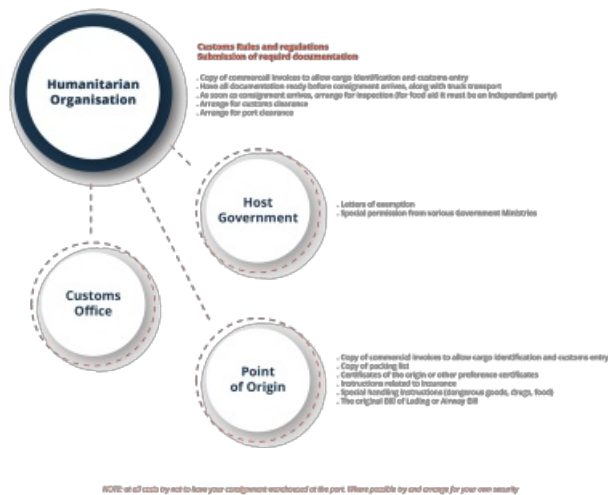 Humanitarian
Organisation
Customs Rules and regulations
Submission of requird documentation
. Copy of commercail invoices to allow cargo identification and customs entry
. Have all documentation ready before consignment arrives, along with truck transport
. As soon as consignment arrives, arrange for inspection (for food aid it must be an independent party)
. Arrange for customs clearance
. Arrange for port clearance
Host
Government
. Letters of exemption
. Special permission from various Government Ministries
Customs
Office
Point
of Origin
. Copy of commercial invoices to allow cargo identification and customs entry
. Copy of packing list
. Certificates of the origin or other preference certificates
. Instructions related to insurance
. Special handling instructions (dangerous goods, drugs, food)
. The original Bill of Lading or Airway Bill
NOTE: at all costs try not to have your consignment warehoused at the port. Where possible try and arrange for your own security